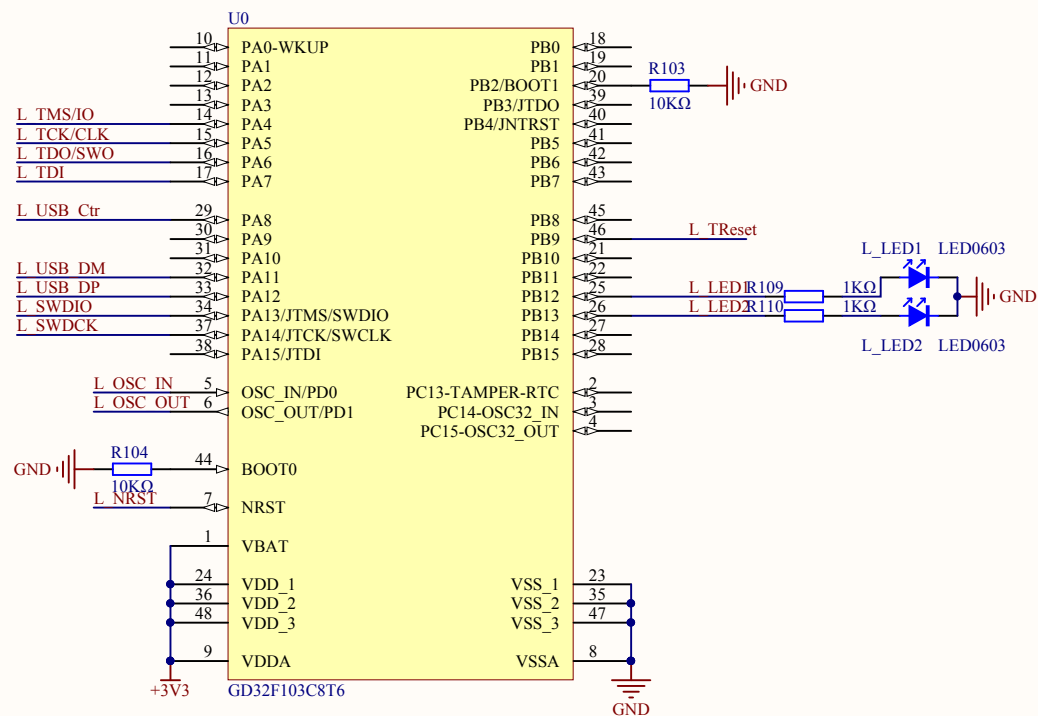 U0
10 PA0-WKUP PB0 18
11 PA1 PB1 19
12 PA2 PB2/BOOT1 20 R103 10KΩ GND
13 PA3 PB3/JTDO 39
L_TMS/IO 14 PA4 PB4/JNTRST 40
L_TCK/CLK 15 PA5 PB5 41
L_TDO/SWO 16 PA6 PB6 42
L_TDI 17 PA7 PB7 43
L_USB_Ctr 29 PA8 PB8 45
30 PA9 PB9 46 L_TReset
31 PA10 PB10 21
L_USB_DM 32 PA11 PB11 22 L_LED1 LED0603
L_USB_DP 33 PA12 PB12 25 L_LED1 R109 1KΩ GND
L_SWDIO 34 PA13/JTMS/SWDIO PB13 26 L_LED2 R110 1KΩ
L_SWDCK 37 PA14/JTCK/SWCLK PB14 27 L_LED2 LED0603
38 PA15/JTDI PB15 28
L_OSC_IN 5 OSC_IN/PD0 PC13-TAMPER-RTC 2
L_OSC_OUT 6 OSC_OUT/PD1 PC14-OSC32_IN 3
PC15-OSC32_OUT 4
GND R104 10KΩ 44 BOOT0
L_NRST 7 NRST
1 VBAT
24 VDD_1 VSS_1 23
36 VDD_2 VSS_2 35
48 VDD_3 VSS_3 47
9 VDDA VSSA 8
+3V3 GD32F103C8T6 GND